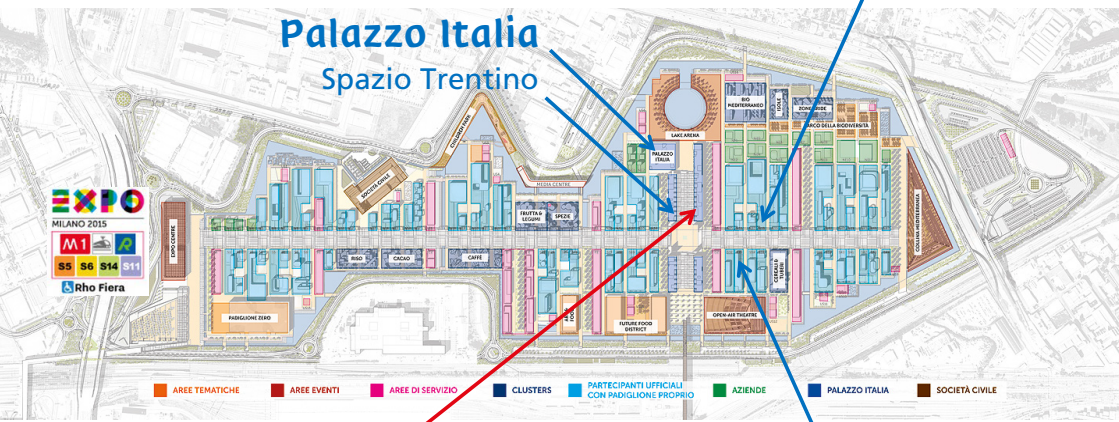 Palazzo Italia
Spazio Trentino
EXPO
MILANO 2015
M1 R
S5 S6 S14 S11
Rho Fiera
EXPO CENTRE
PADIGLIONE ZERO
SOCIETÀ CIVILE
CHILDREN PARK
MEDIA CENTRE
FRUTTA &
LEGUMI
SPEZIE
RISO
CACAO
CAFFÈ
FUTURE FOOD
DISTRICT
LAKE ARENA
PALAZZO
ITALIA
BIO
MEDITERRANEO
ISOLE
ZONE ARIDE
PARCO DELLA BIODIVERSITÀ
COLLINA MEDITERRANEA
CEREALI &
TUBERI
OPEN-AIR THEATRE
AREE TEMATICHE
AREE EVENTI
AREE DI SERVIZIO
CLUSTERS
PARTECIPANTI UFFICIALI
CON PADIGLIONE PROPRIO
AZIENDE
PALAZZO ITALIA
SOCIETÀ CIVILE